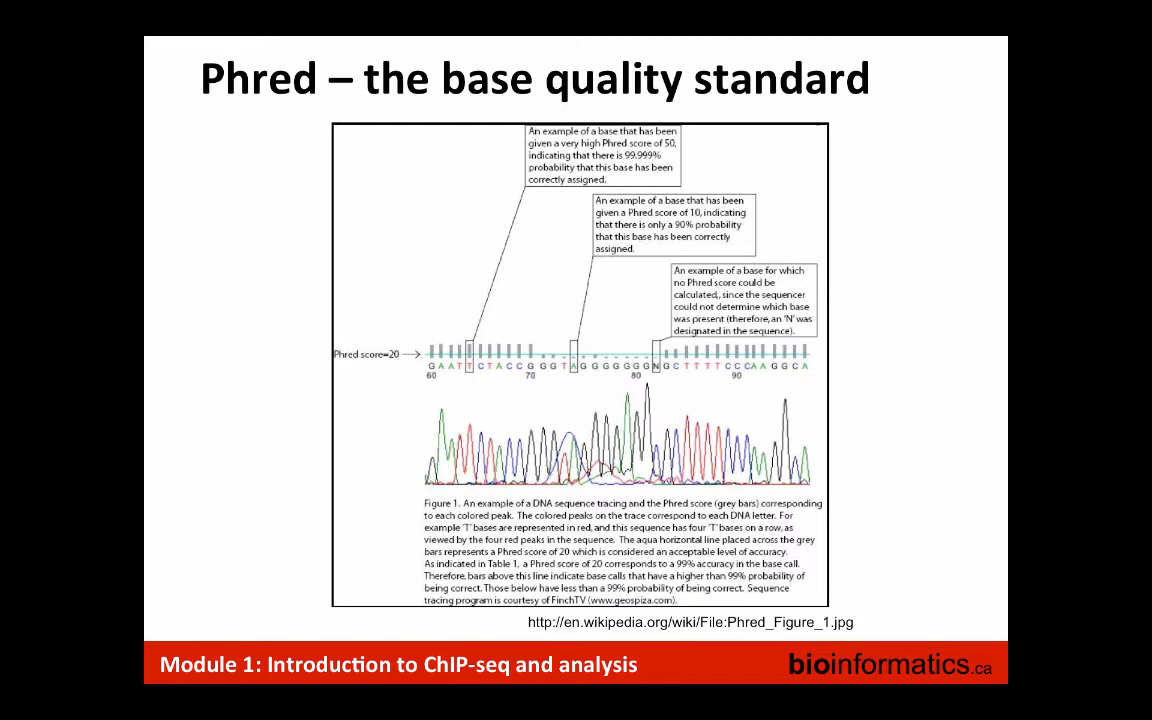 Phred – the base quality standard
An example of a base that has been
given a very high Phred score of 50,
indicating that there is 99.999%
probability that this base has been
correctly assigned.
An example of a base that has been
given a Phred score of 10, indicating
that there is only a 90% probability
that this base has been correctly
assigned.
An example of a base for which
no Phred score could be
calculated,, since the sequencer
could not determine which base
was present (therefore, an 'N' was
designated in the sequence).
Phred score=20
G A A T T C T A C C G G G T A G G G G G G G N G C T T T T C C C A A G G C A
60 70 80 90
Figure 1. An example of a DNA sequence tracing and the Phred score (grey bars) corresponding
to each colored peak. The colored peaks on the trace correspond to each DNA letter. For
example 'T' bases are represented in red, and this sequence has four 'T' bases on a row, as
viewed by the four red peaks in the sequence. The aqua horizontal line placed across the grey
bars represents a Phred score of 20 which is considered an acceptable level of accuracy.
As indicated in Table 1, a Phred score of 20 corresponds to a 99% accuracy in the base call.
Therefore, bars above this line indicate base calls that have a higher than 99% probability of
being correct. Those below have less than a 99% probability of being correct. Sequence
tracing program is courtesy of FinchTV (www.geospiza.com).
http://en.wikipedia.org/wiki/File:Phred_Figure_1.jpg
Module 1: Introduction to ChIP-seq and analysis
bioinformatics.ca